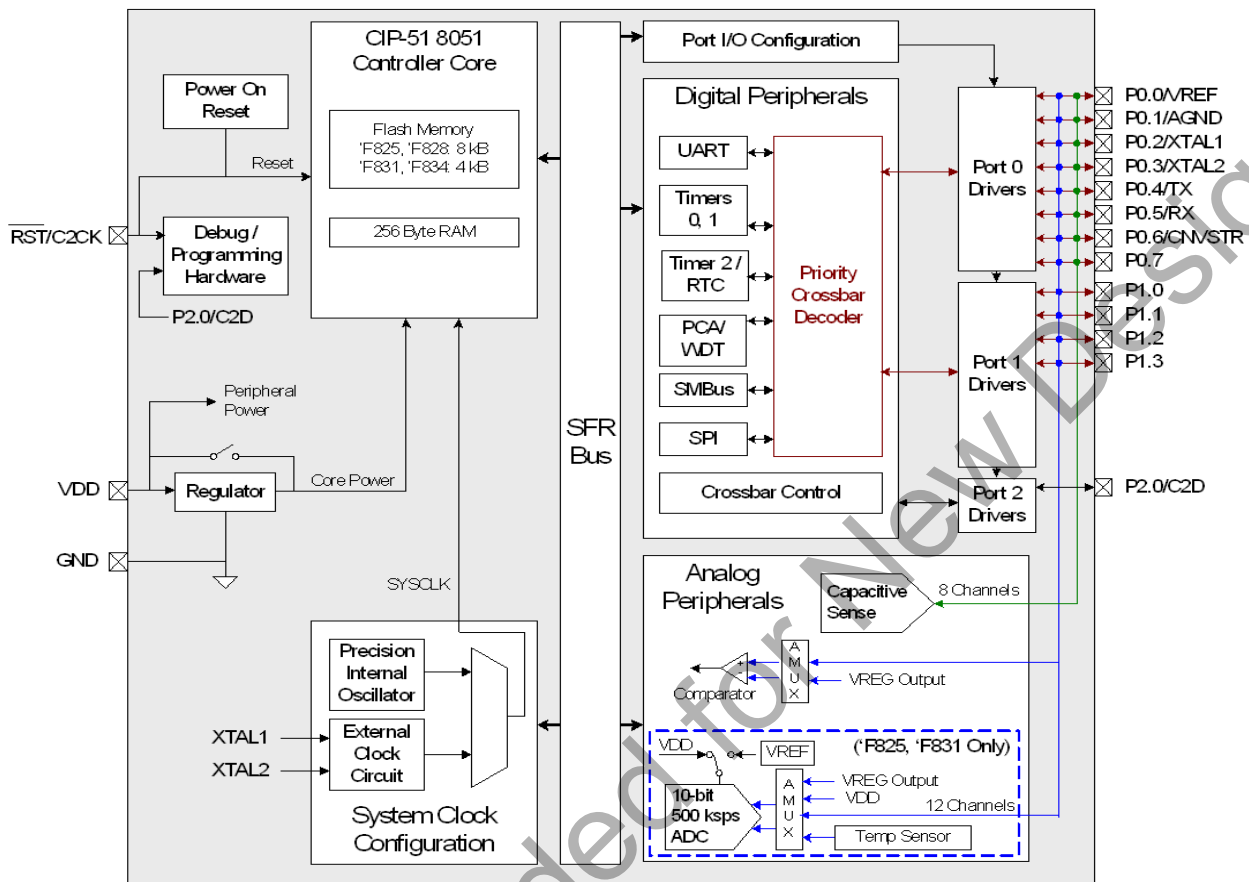 CIP-51 8051
Controller Core
Flash Memory
'F825, 'F828: 8 kB
'F831, 'F834: 4 kB
256 Byte RAM
Power On
Reset
Reset
RST/C2CK
Debug /
Programming
Hardware
P2.0/C2D
Peripheral
Power
VDD
Regulator
Core Power
GND
SYSCLK
Precision
Internal
Oscillator
XTAL1
XTAL2
External
Clock
Circuit
System Clock
Configuration
SFR
Bus
Port I/O Configuration
Digital Peripherals
UART
Timers
0, 1
Timer 2 /
RTC
PCA/
WDT
SMBus
SPI
Priority
Crossbar
Decoder
Crossbar Control
Port 0
Drivers
Port 1
Drivers
Port 2
Drivers
P0.0/VREF
P0.1/AGND
P0.2/XTAL1
P0.3/XTAL2
P0.4/TX
P0.5/RX
P0.6/CNVSTR
P0.7
P1.0
P1.1
P1.2
P1.3
P2.0/C2D
Analog
Peripherals
Capacitive
Sense
8 Channels
AMUX
+
-
Comparator
VREG Output
('F825, 'F831 Only)
VDD
VREF
10-bit
500 ksps
ADC
AMUX
VREG Output
VDD
12 Channels
Temp Sensor
ded for New Desig